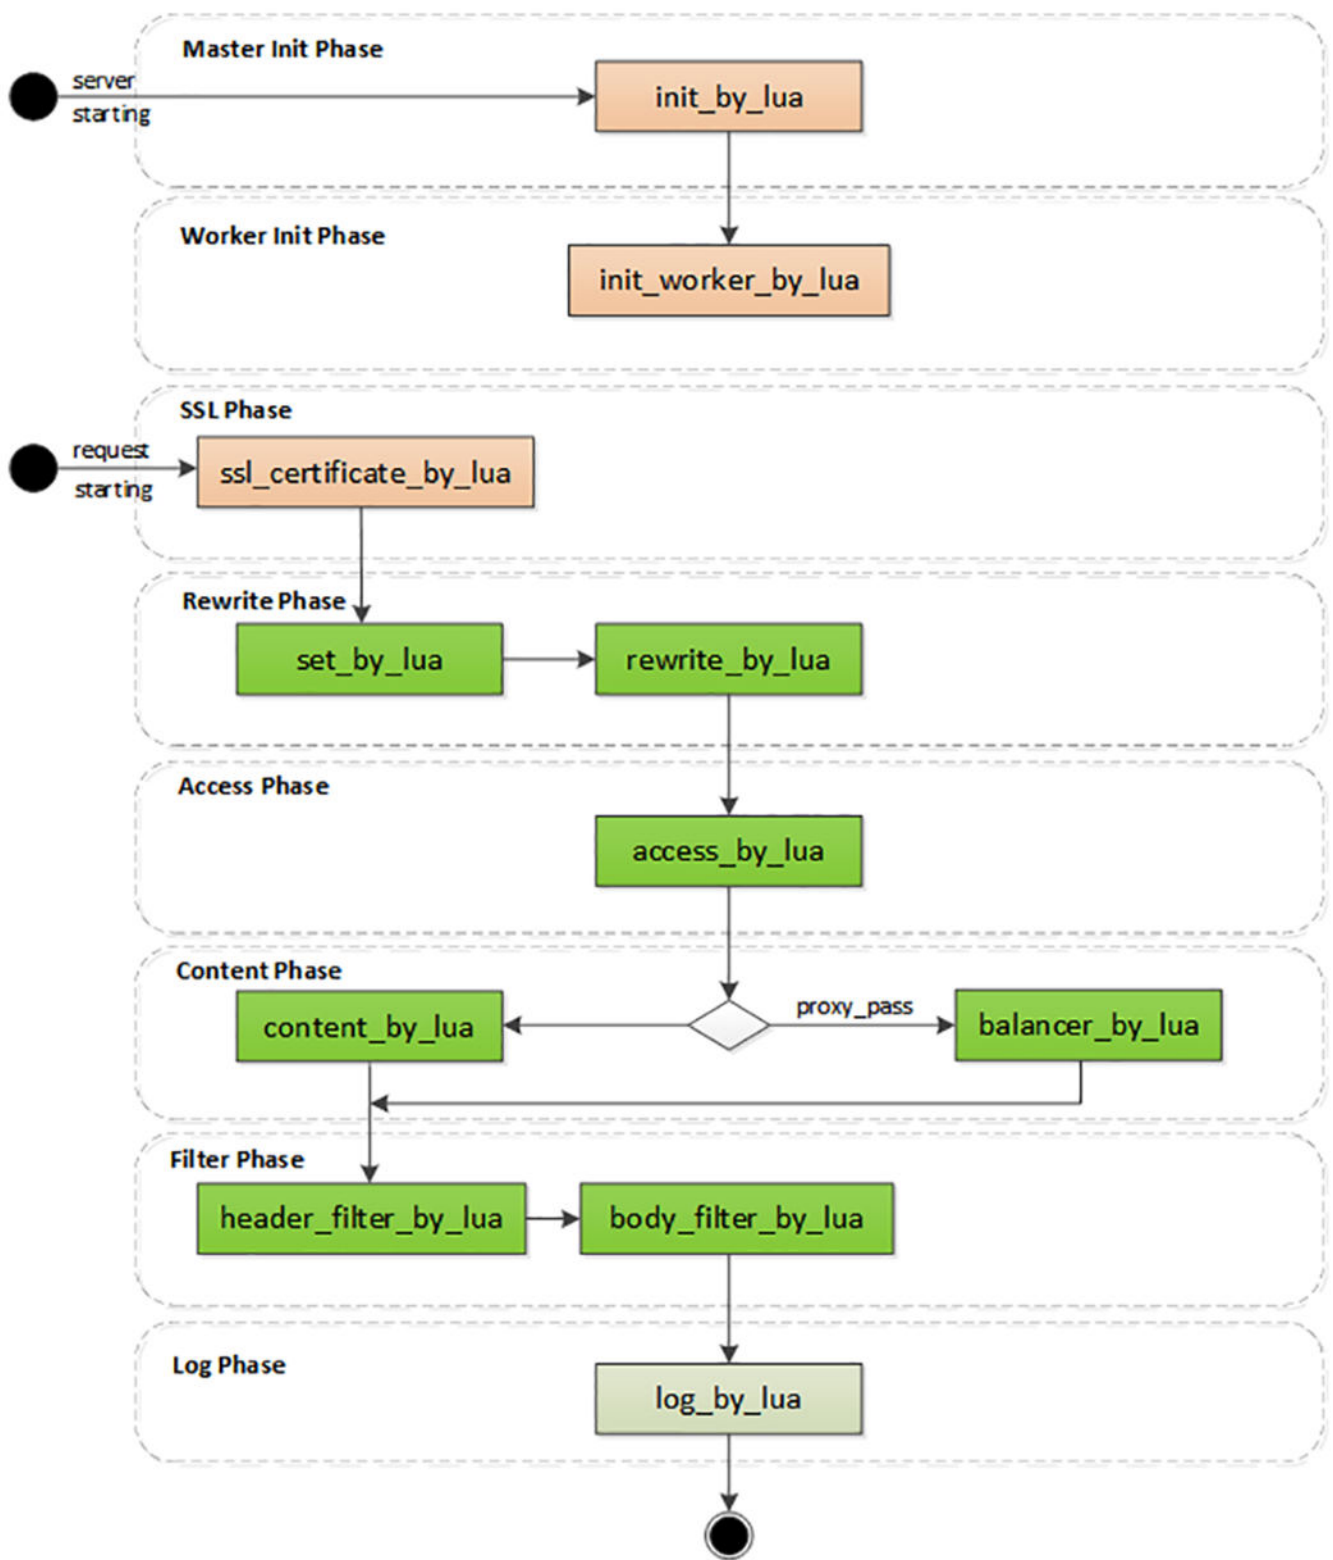 Master Init Phase
server
starting
init_by_lua
Worker Init Phase
init_worker_by_lua
SSL Phase
request
starting
ssl_certificate_by_lua
Rewrite Phase
set_by_lua
rewrite_by_lua
Access Phase
access_by_lua
Content Phase
content_by_lua
proxy_pass
balancer_by_lua
Filter Phase
header_filter_by_lua
body_filter_by_lua
Log Phase
log_by_lua